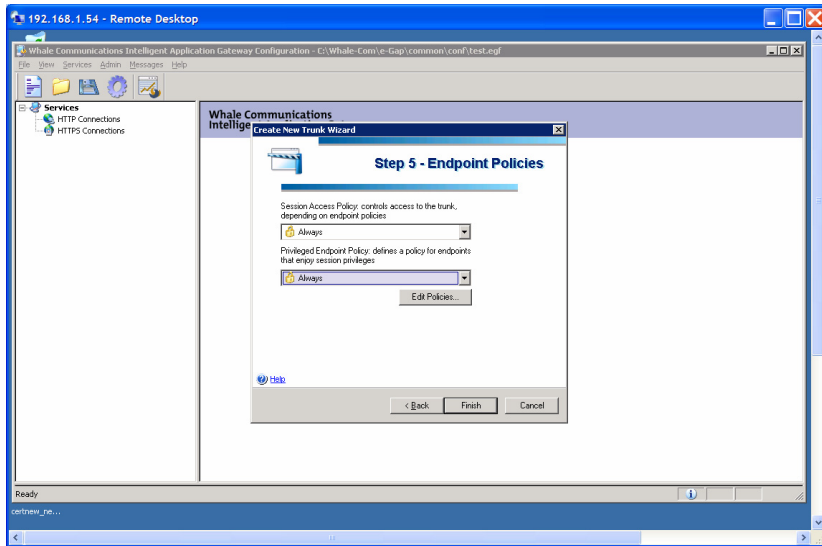 192.168.1.54 - Remote Desktop
Whale Communications Intelligent Application Gateway Configuration - C:\Whale-Com\e-Gap\common\conf\test.egf
File View Services Admin Messages Help
Services
HTTP Connections
HTTPS Connections
Whale Communications
Intellige
Create New Trunk Wizard
Step 5 - Endpoint Policies
Session Access Policy: controls access to the trunk,
depending on endpoint policies
Always
Privileged Endpoint Policy: defines a policy for endpoints
that enjoy session privileges
Always
Edit Policies...
Help
< Back Finish Cancel
Ready
certnew_ne...